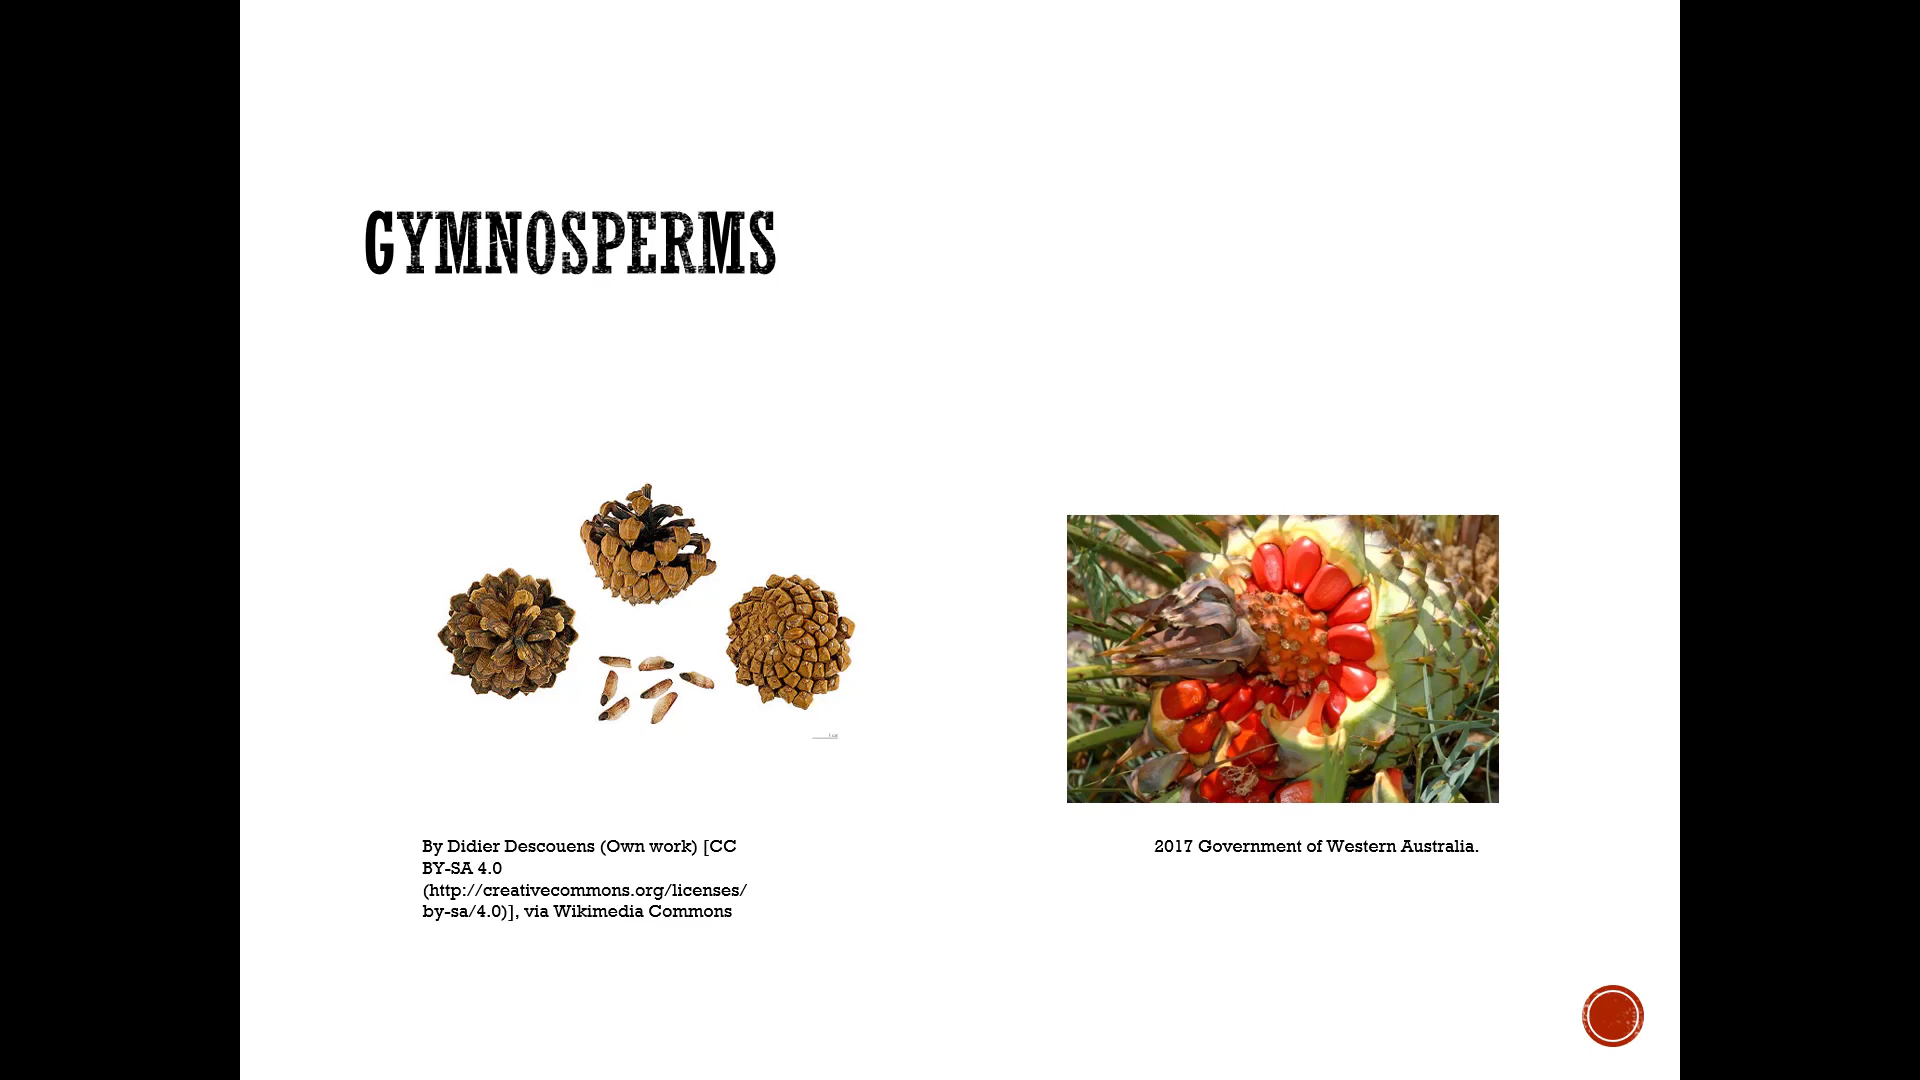 GYMNOSPERMS
By Didier Descouens (Own work) [CC
BY-SA 4.0
(http://creativecommons.org/licenses/
by-sa/4.0)], via Wikimedia Commons
2017 Government of Western Australia.